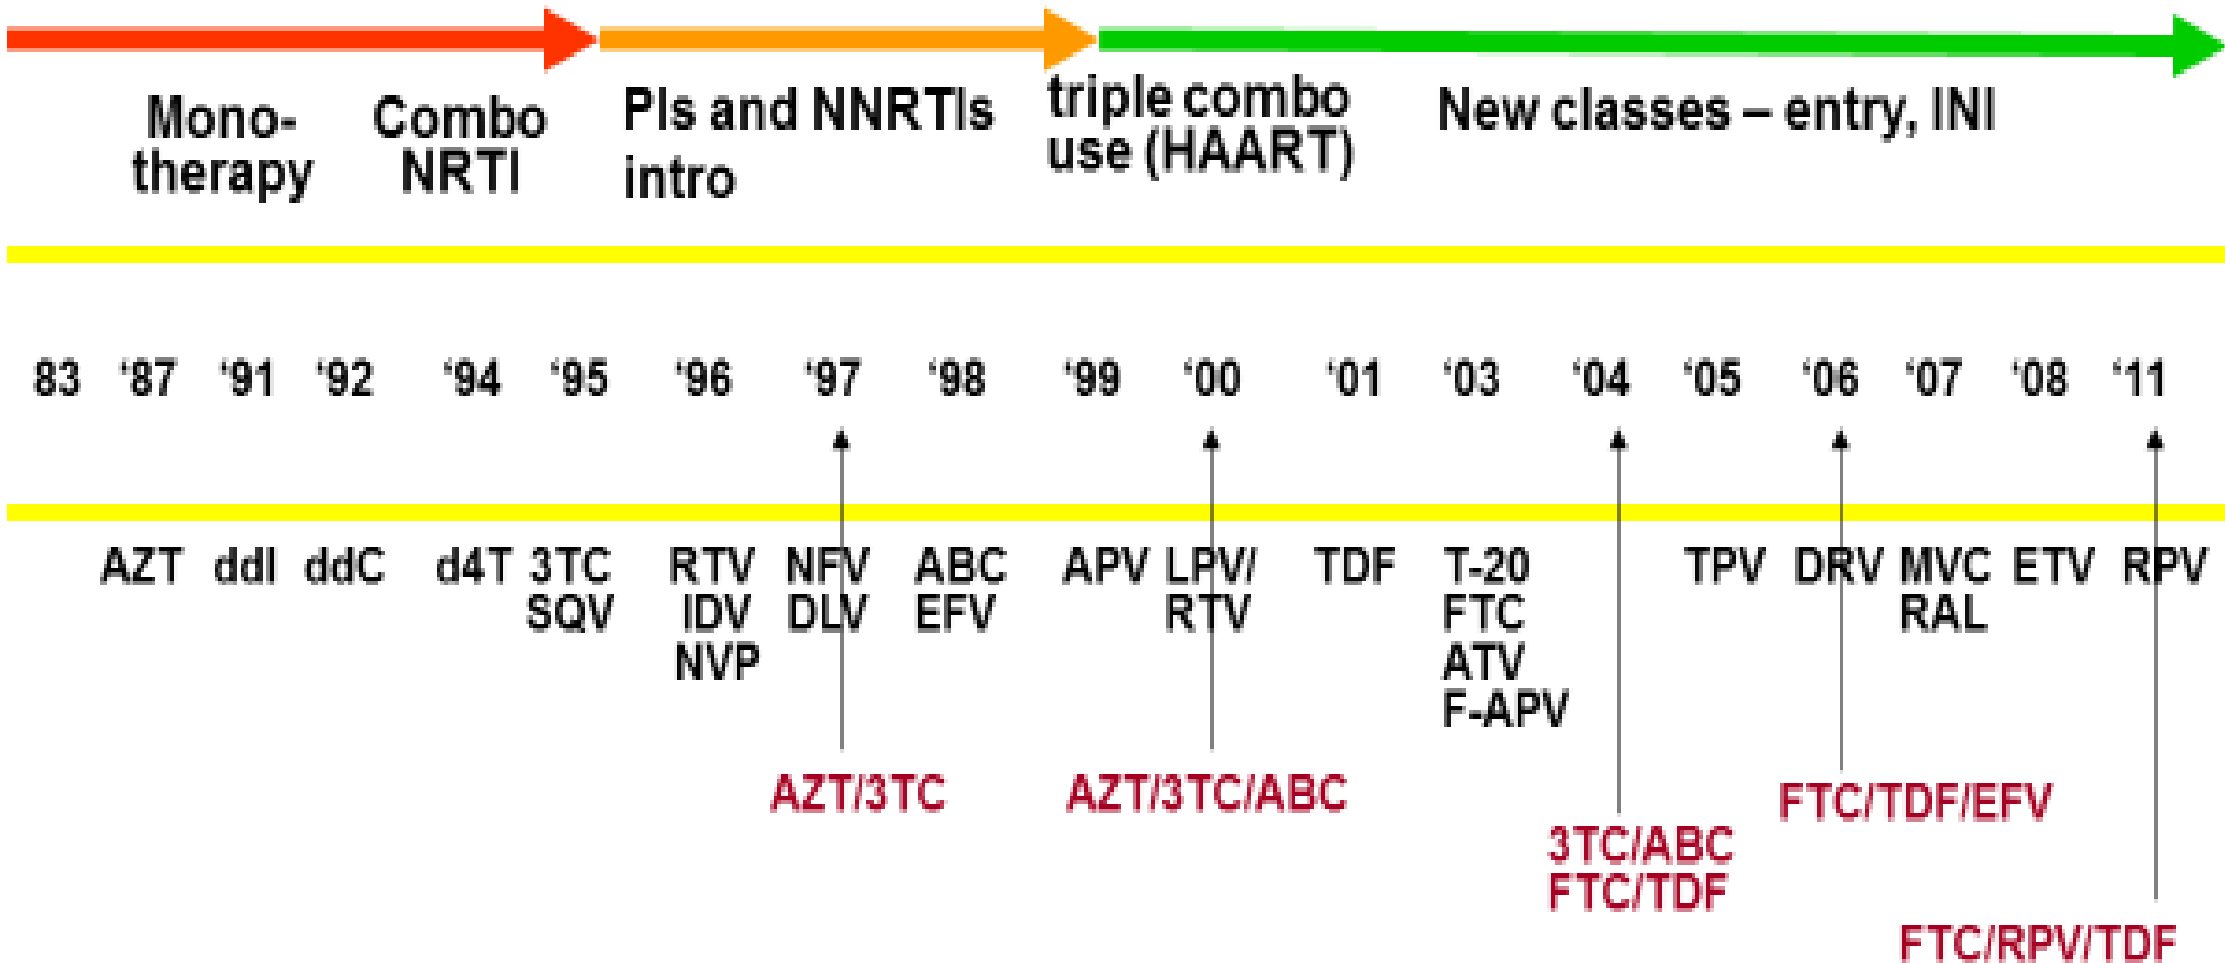 Mono-
therapy
Combo
NRTI
PIs and NNRTIs
intro
triple combo
use (HAART)
New classes – entry, INI
83 ‘87 ‘91 ‘92 ‘94 ‘95 ‘96 ‘97 ‘98 ‘99 ‘00 ‘01 ‘03 ‘04 ‘05 ‘06 ‘07 ‘08 ‘11
AZT ddI ddC d4T 3TC RTV NFV ABC APV LPV/ TDF T-20 TPV DRV MVC ETV RPV
SQV IDV DLV EFV RTV FTC RAL
NVP ATV
F-APV
AZT/3TC AZT/3TC/ABC FTC/TDF/EFV
3TC/ABC
FTC/TDF
FTC/RPV/TDF